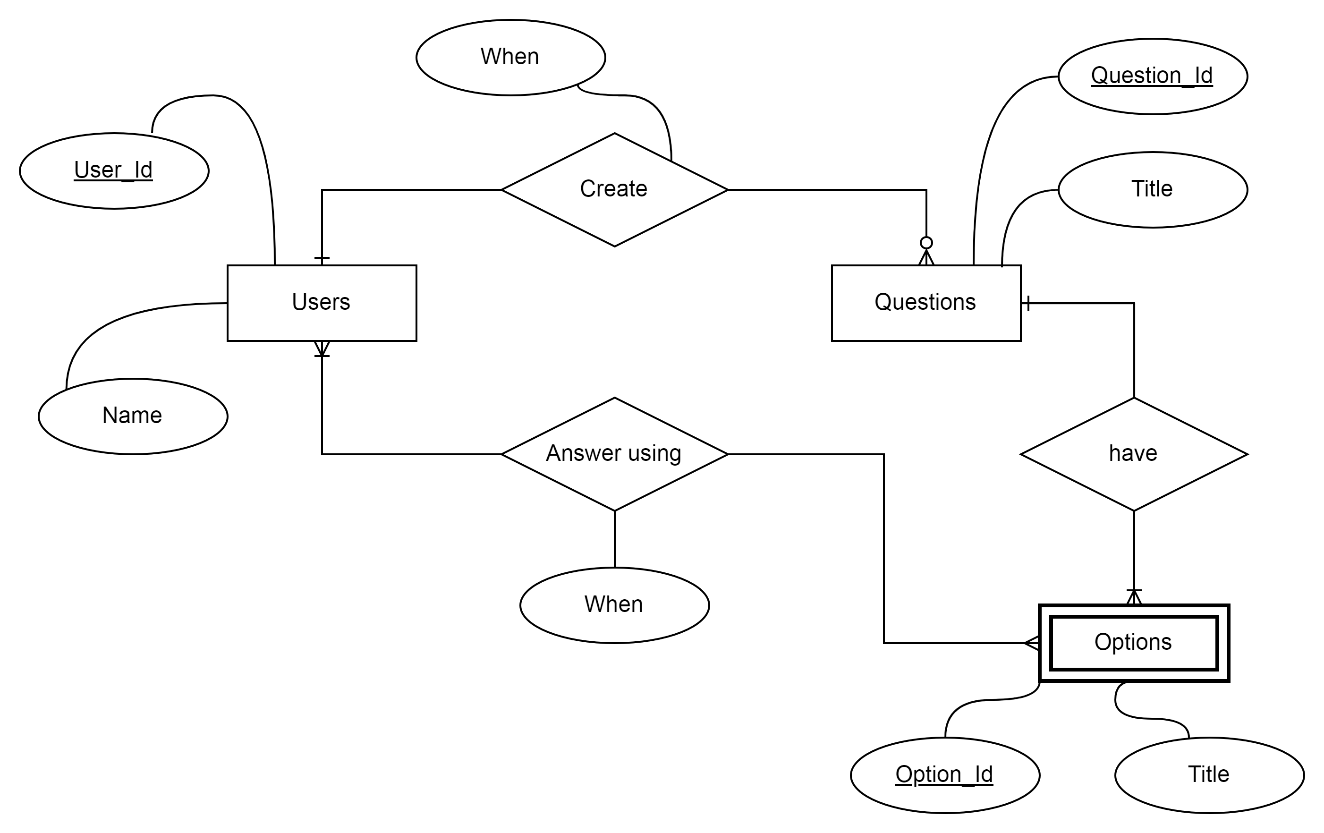 When
Question_Id
User_Id
Create
Title
Users
Questions
Name
Answer using
have
When
Options
Option_Id
Title